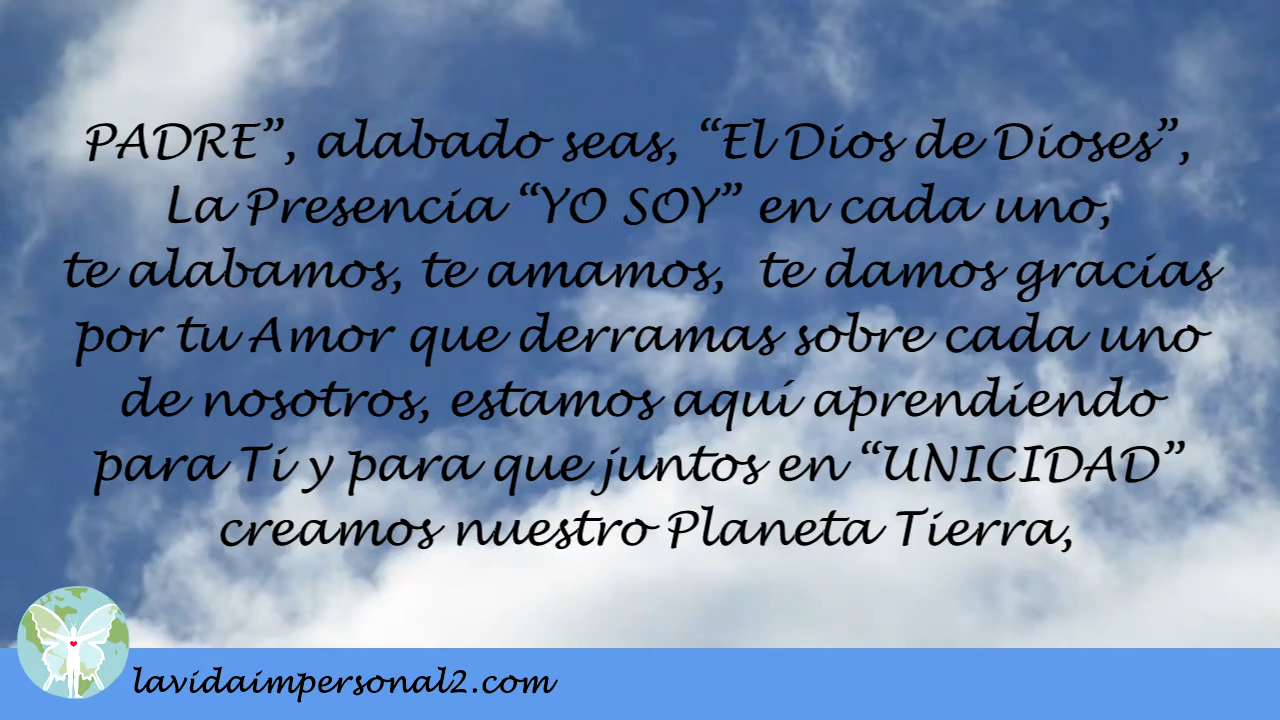 PADRE”, alabado seas, “El Dios de Dioses”,
La Presencia “YO SOY” en cada uno,
te alabamos, te amamos,  te damos gracias
por tu Amor que derramas sobre cada uno
de nosotros, estamos aquí aprendiendo
para Ti y para que juntos en “UNICIDAD”
creamos nuestro Planeta Tierra,
lavidaimpersonal2.com